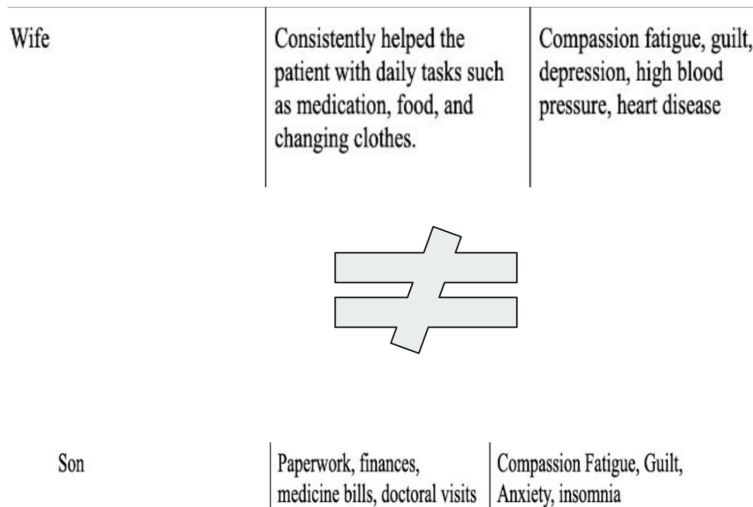 Wife
Consistently helped the
patient with daily tasks such
as medication, food, and
changing clothes.
Compassion fatigue, guilt,
depression, high blood
pressure, heart disease
Son
Paperwork, finances,
medicine bills, doctoral visits
Compassion Fatigue, Guilt,
Anxiety, insomnia